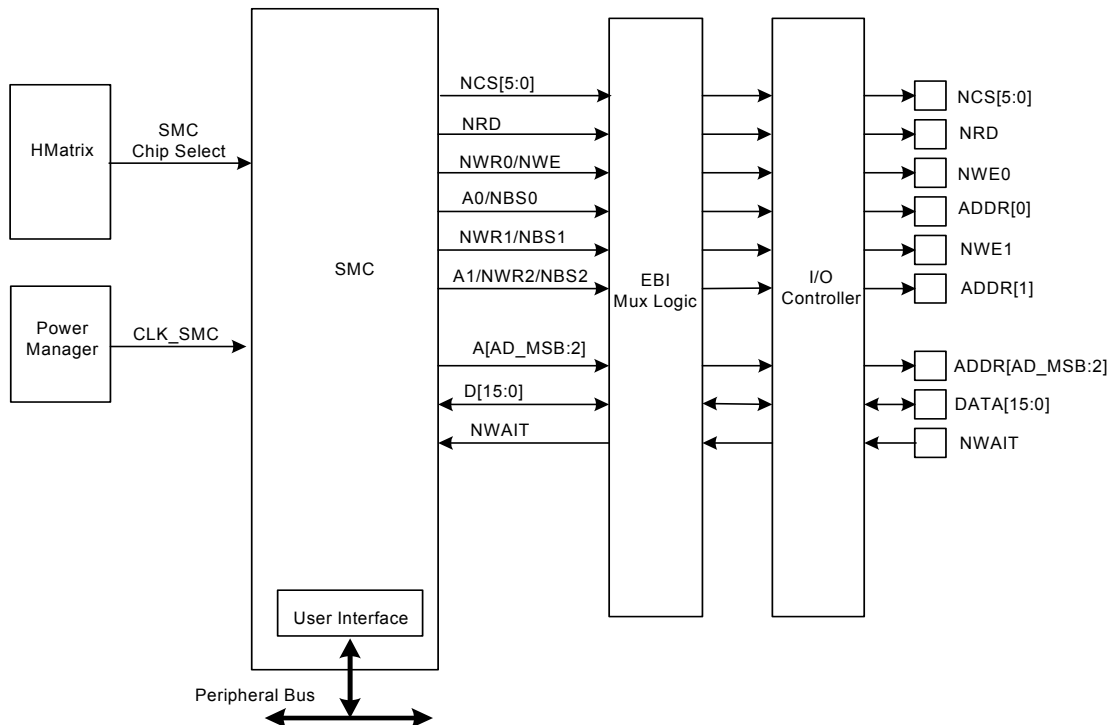 HMatrix
SMC
Chip Select
Power
Manager
CLK_SMC
SMC
User Interface
Peripheral Bus
NCS[5:0]
NRD
NWR0/NWE
A0/NBS0
NWR1/NBS1
A1/NWR2/NBS2
A[AD_MSB:2]
D[15:0]
NWAIT
EBI
Mux Logic
I/O
Controller
NCS[5:0]
NRD
NWE0
ADDR[0]
NWE1
ADDR[1]
ADDR[AD_MSB:2]
DATA[15:0]
NWAIT